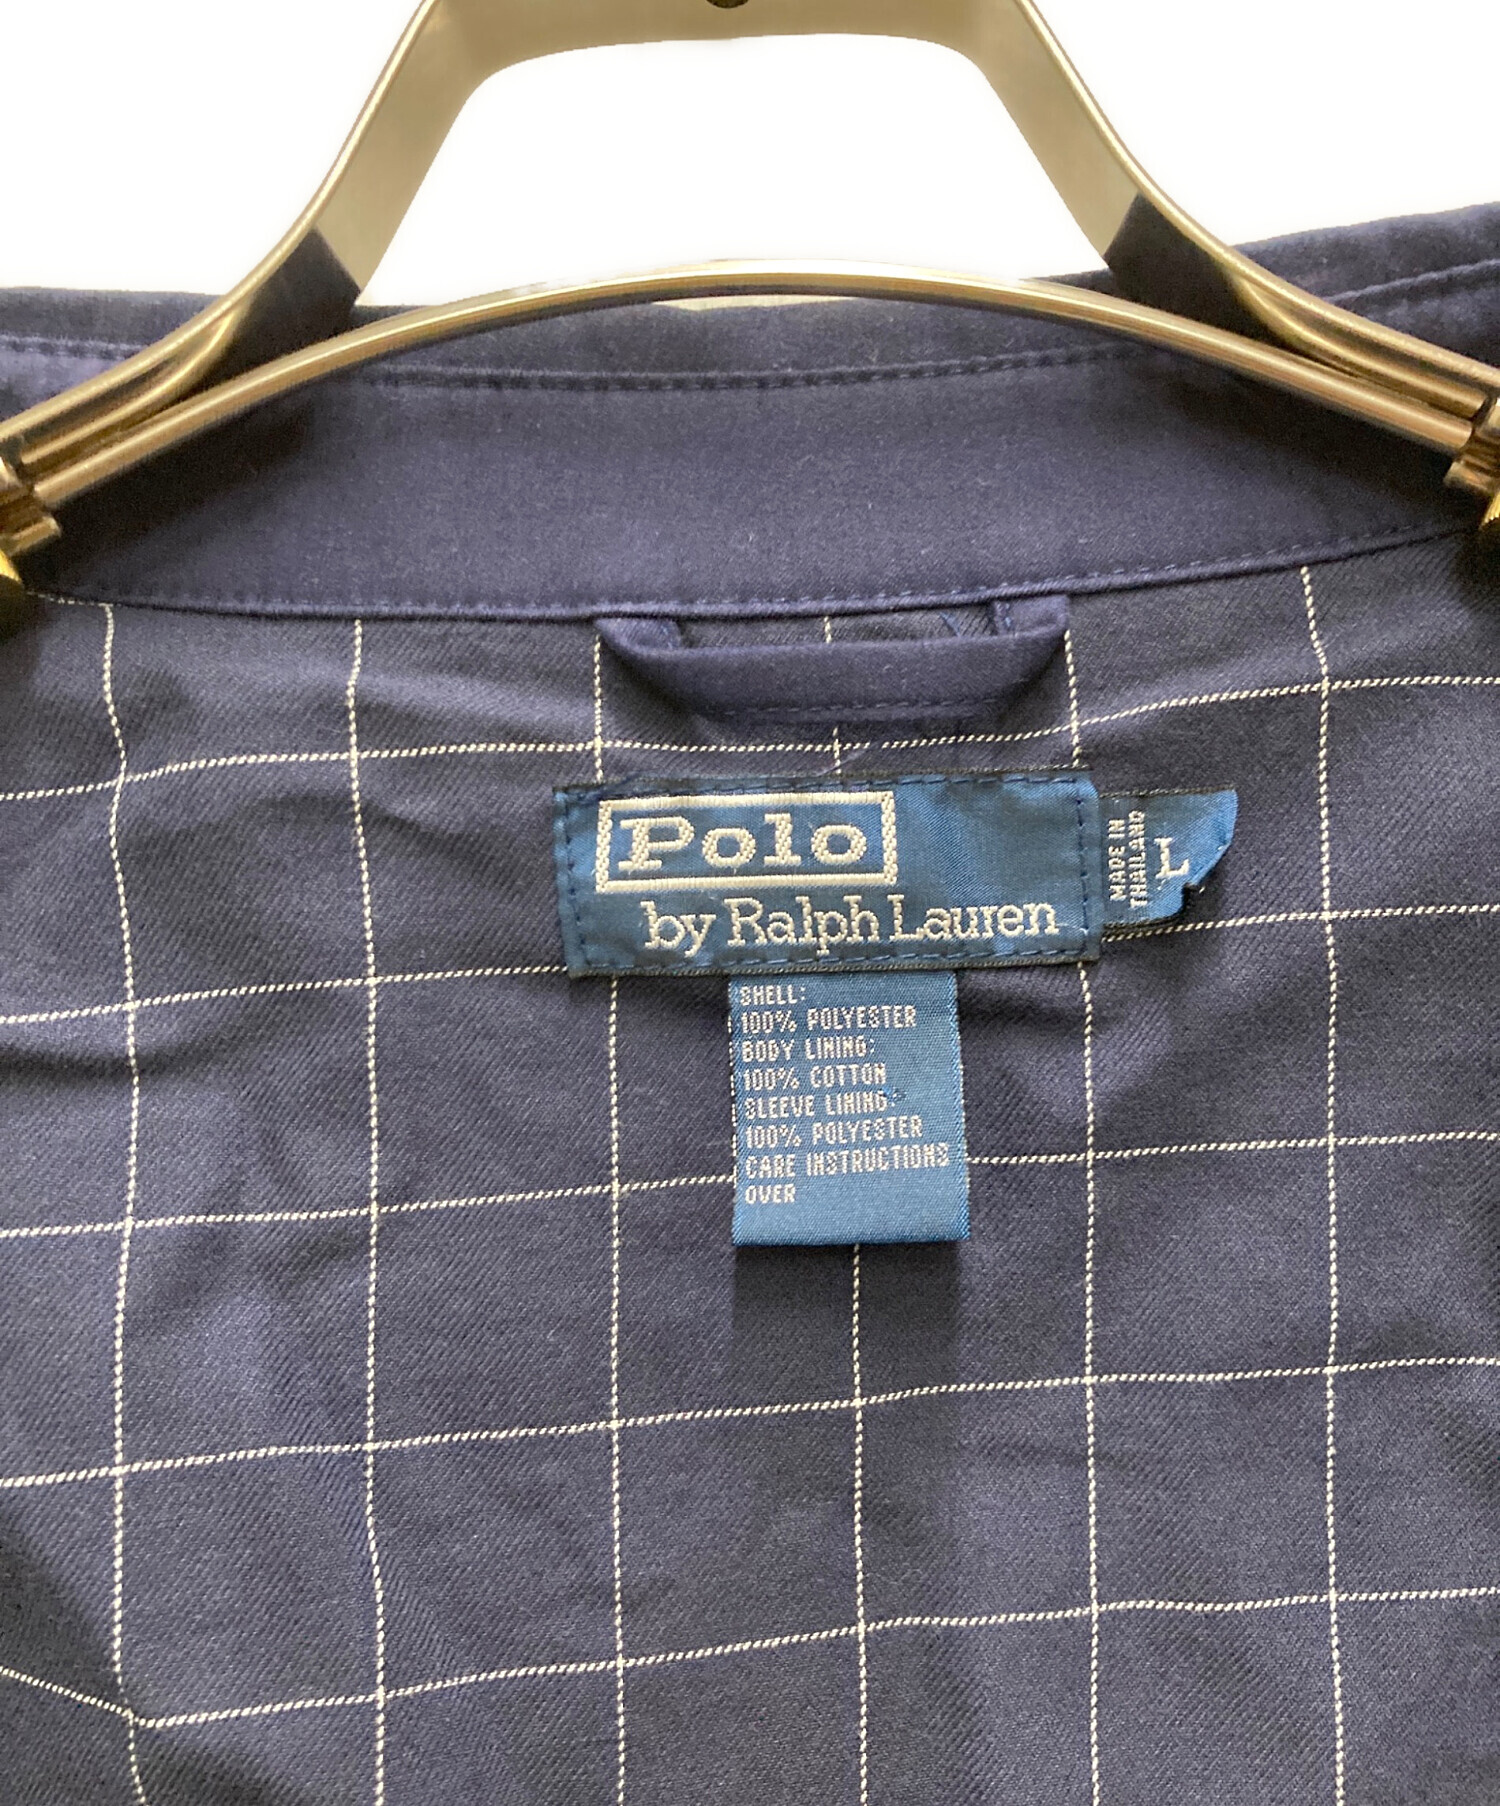 Polo
by Ralph Lauren
MADE IN
THAILAND
L
SHELL:
100% POLYESTER
BODY LINING:
100% COTTON
SLEEVE LINING:
100% POLYESTER
CARE INSTRUCTIONS
OVER